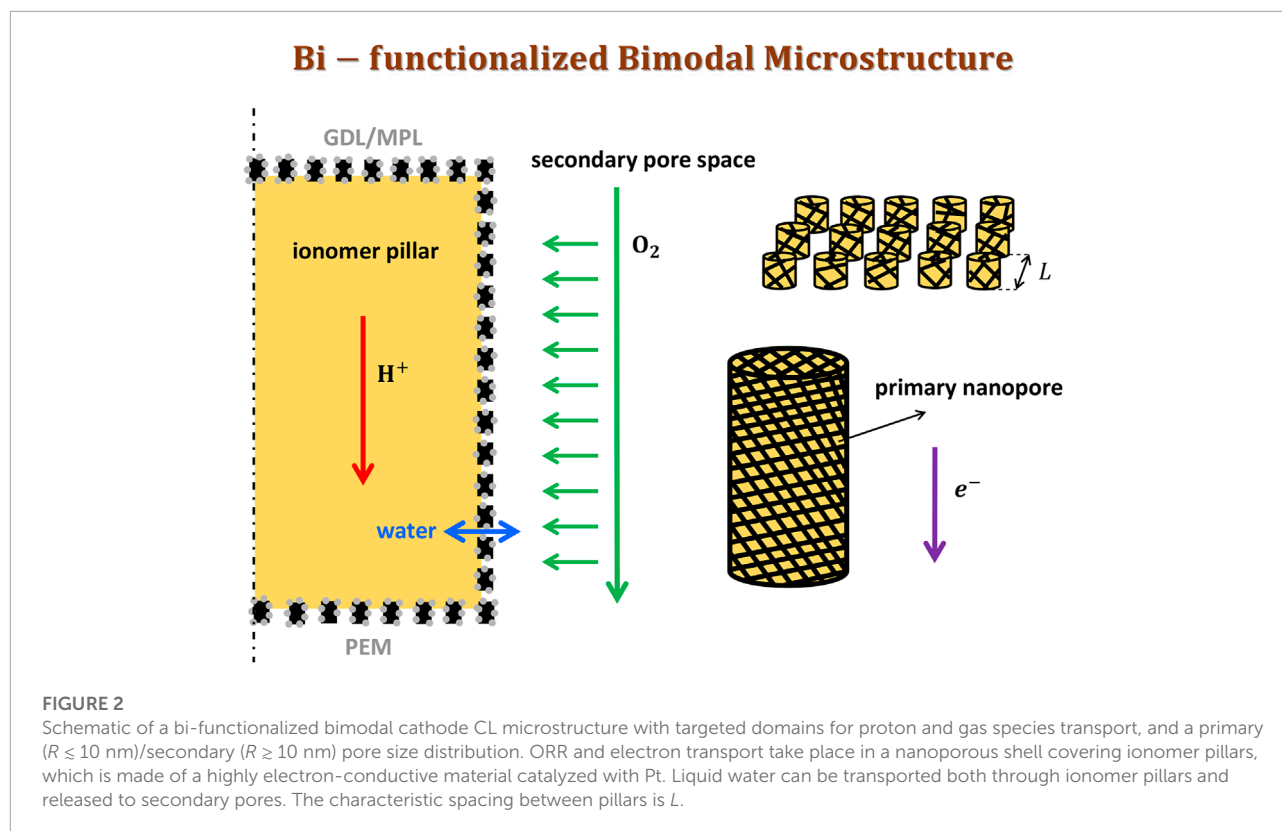 Bi – functionalized Bimodal Microstructure
GDL/MPL
ionomer pillar
H⁺
water
PEM
secondary pore space
O₂
L
primary nanopore
e⁻
FIGURE 2
Schematic of a bi-functionalized bimodal cathode CL microstructure with targeted domains for proton and gas species transport, and a primary
(R ≲ 10 nm)/secondary (R ≳ 10 nm) pore size distribution. ORR and electron transport take place in a nanoporous shell covering ionomer pillars,
which is made of a highly electron-conductive material catalyzed with Pt. Liquid water can be transported both through ionomer pillars and
released to secondary pores. The characteristic spacing between pillars is L.